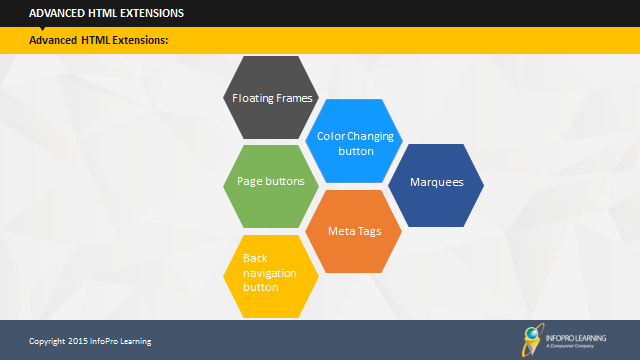 ADVANCED HTML EXTENSIONS
Advanced HTML Extensions:
Floating Frames
Color Changing
button
Page buttons
Marquees
Meta Tags
Back
navigation
button
Copyright 2015 InfoPro Learning
INFOPRO LEARNING
A Compunnel Company